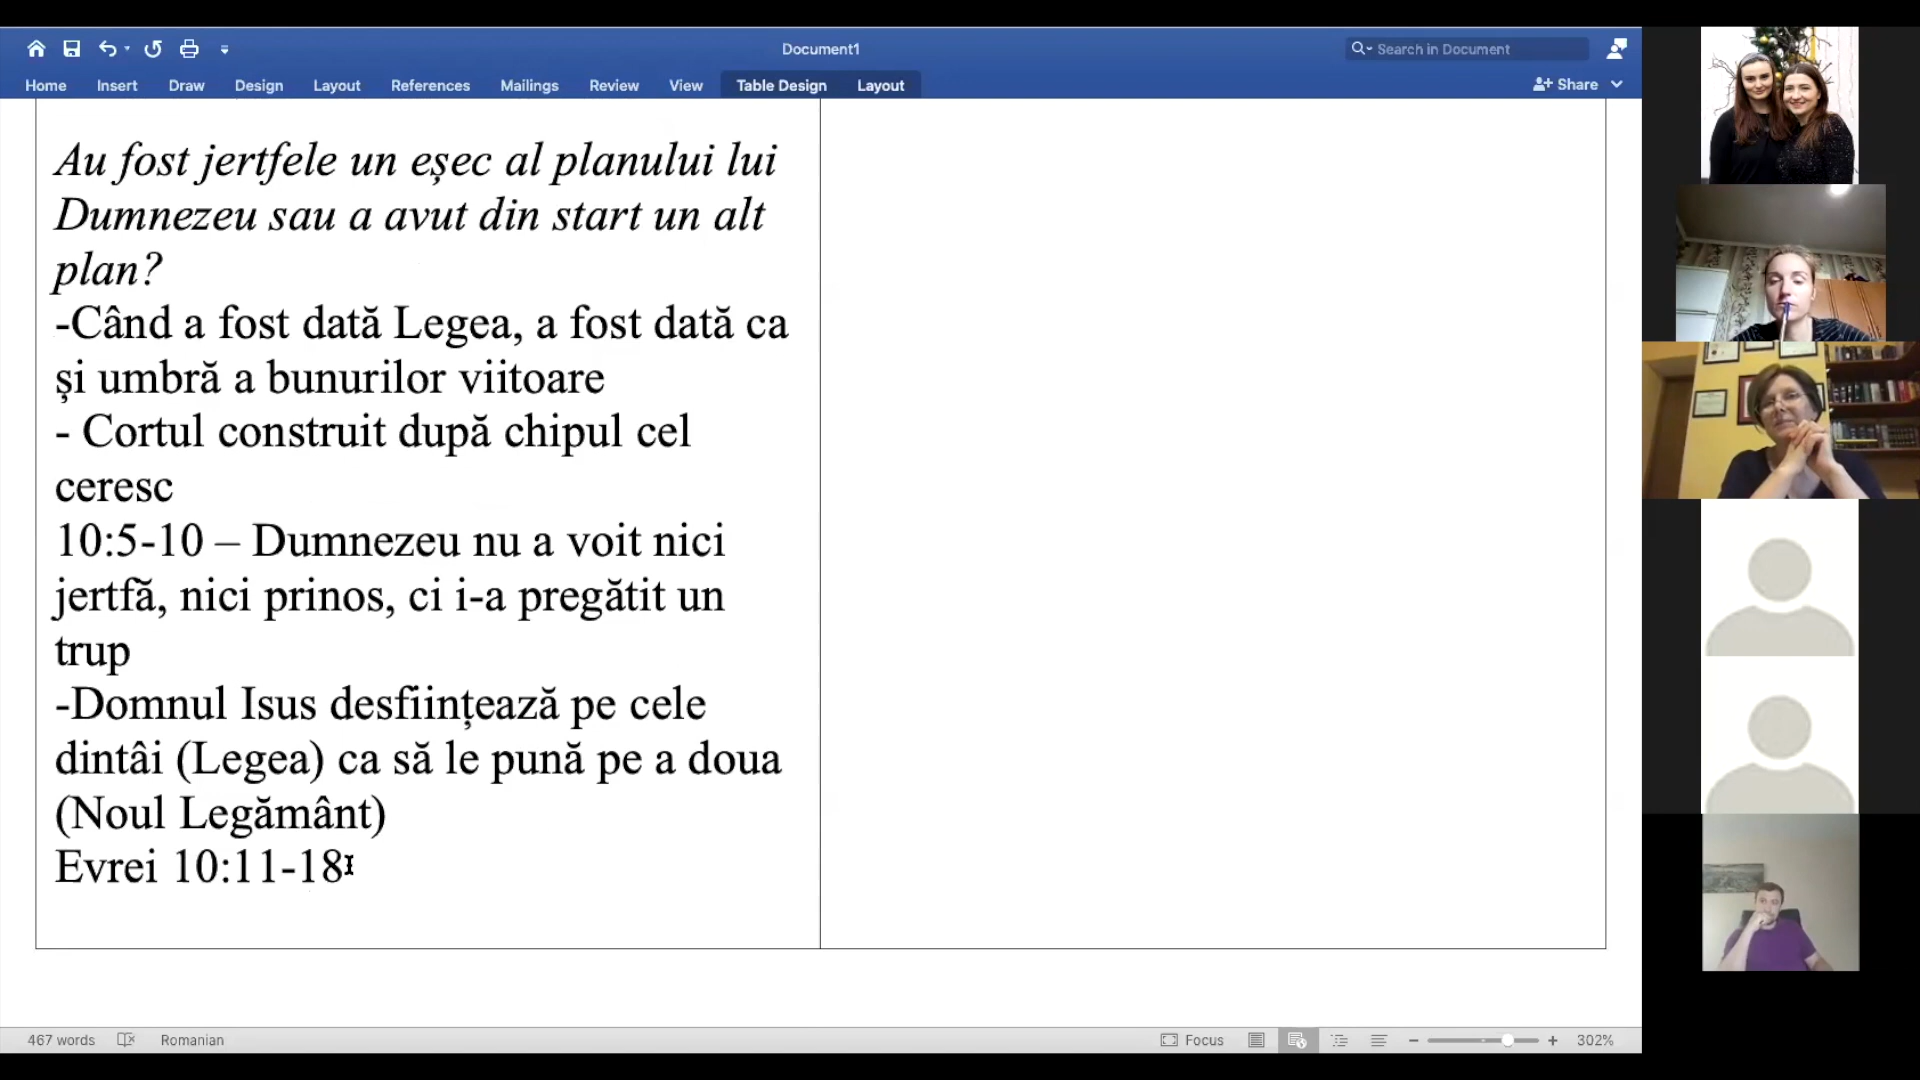 Document1
Search in Document
Home Insert Draw Design Layout References Mailings Review View Table Design Layout Share
Au fost jertfele un eșec al planului lui
Dumnezeu sau a avut din start un alt
plan?
-Când a fost dată Legea, a fost dată ca
și umbră a bunurilor viitoare
- Cortul construit după chipul cel
ceresc
10:5-10 – Dumnezeu nu a voit nici
jertfă, nici prinos, ci i-a pregătit un
trup
-Domnul Isus desființează pe cele
dintâi (Legea) ca să le pună pe a doua
(Noul Legământ)
Evrei 10:11-18
467 words Romanian Focus 302%